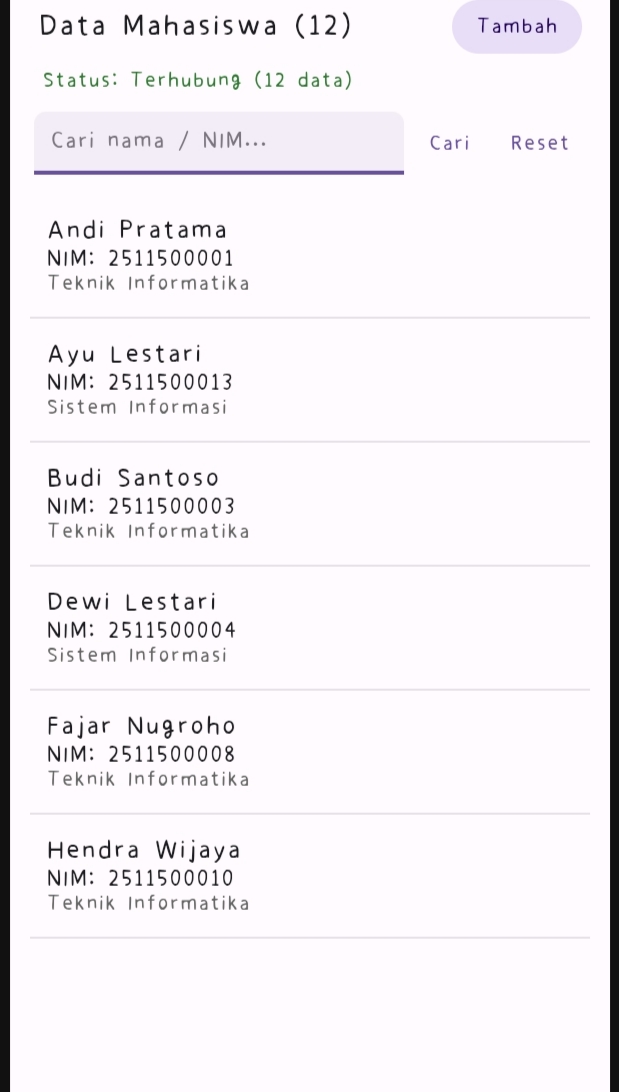 Data Mahasiswa (12)
Tambah
Status: Terhubung (12 data)
Cari nama / NIM...
Cari
Reset
Andi Pratama
NIM: 2511500001
Teknik Informatika
Ayu Lestari
NIM: 2511500013
Sistem Informasi
Budi Santoso
NIM: 2511500003
Teknik Informatika
Dewi Lestari
NIM: 2511500004
Sistem Informasi
Fajar Nugroho
NIM: 2511500008
Teknik Informatika
Hendra Wijaya
NIM: 2511500010
Teknik Informatika